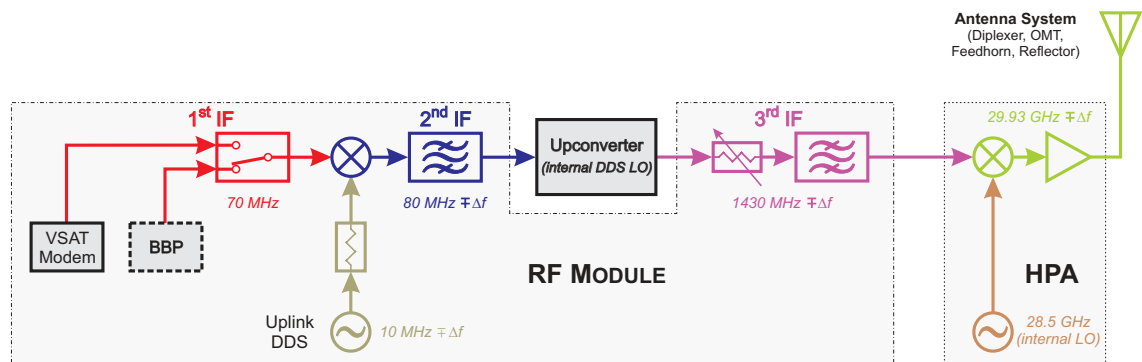 Antenna System
(Diplexer, OMT,
Feedhorn, Reflector)
1st IF
2nd IF
3rd IF
29.93 GHz ∓Δf
Upconverter
(internal DDS LO)
70 MHz
80 MHz ∓Δf
1430 MHz ∓Δf
VSAT
Modem
BBP
RF MODULE
HPA
Uplink
DDS
10 MHz ∓Δf
28.5 GHz
(internal LO)